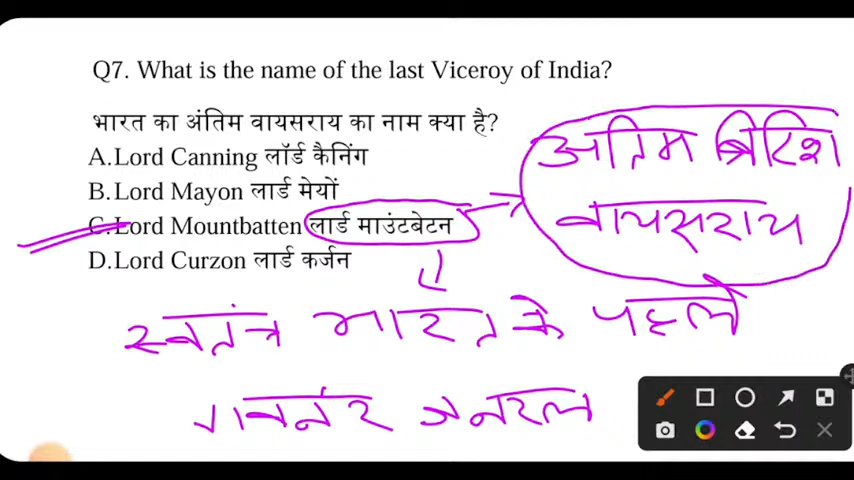 Q7. What is the name of the last Viceroy of India?
भारत का अंतिम वायसराय का नाम क्या है?
A.Lord Canning लॉर्ड कैनिंग
B.Lord Mayon लार्ड मेयों
C.Lord Mountbatten लार्ड माउंटबेटन
D.Lord Curzon लार्ड कर्जन
अंतिम ब्रिटिश
वायसराय
स्वतंत्र भारत के पहले
गवर्नर जनरल